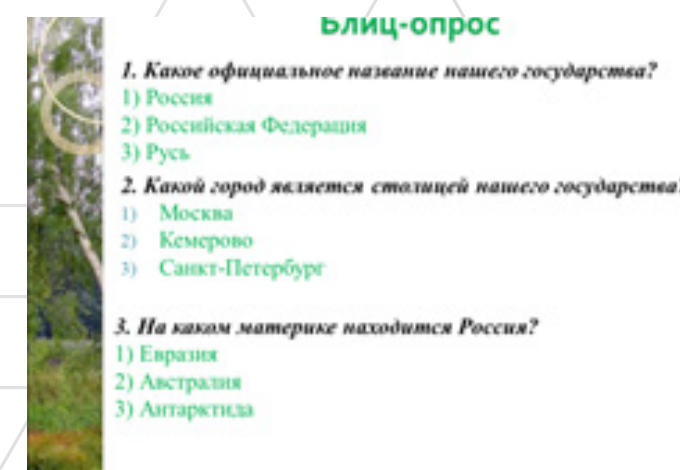 Блиц-опрос
1. Какое официальное название нашего государства?
1) Россия
2) Российская Федерация
3) Русь
2. Какой город является столицей нашего государства?
1) Москва
2) Кемерово
3) Санкт-Петербург
3. На каком материке находится Россия?
1) Евразия
2) Австралия
3) Антарктида